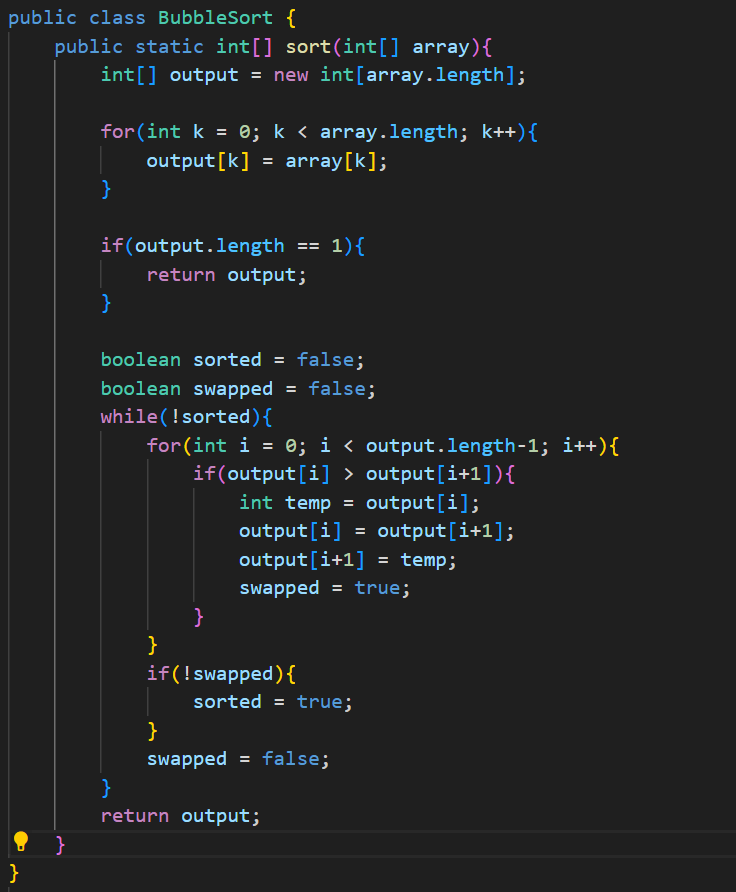 public class BubbleSort {
    public static int[] sort(int[] array){
        int[] output = new int[array.length];

        for(int k = 0; k < array.length; k++){
            output[k] = array[k];
        }

        if(output.length == 1){
            return output;
        }

        boolean sorted = false;
        boolean swapped = false;
        while(!sorted){
            for(int i = 0; i < output.length-1; i++){
                if(output[i] > output[i+1]){
                    int temp = output[i];
                    output[i] = output[i+1];
                    output[i+1] = temp;
                    swapped = true;
                }
            }
            if(!swapped){
                sorted = true;
            }
            swapped = false;
        }
        return output;
    }
}